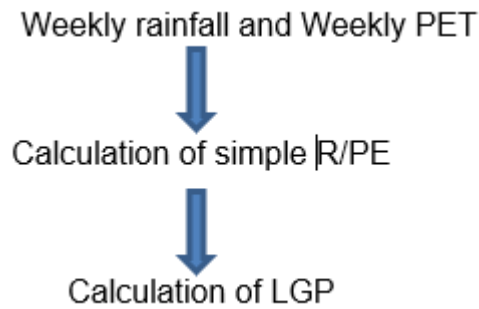 Weekly rainfall and Weekly PET
Calculation of simple R/PE
Calculation of LGP